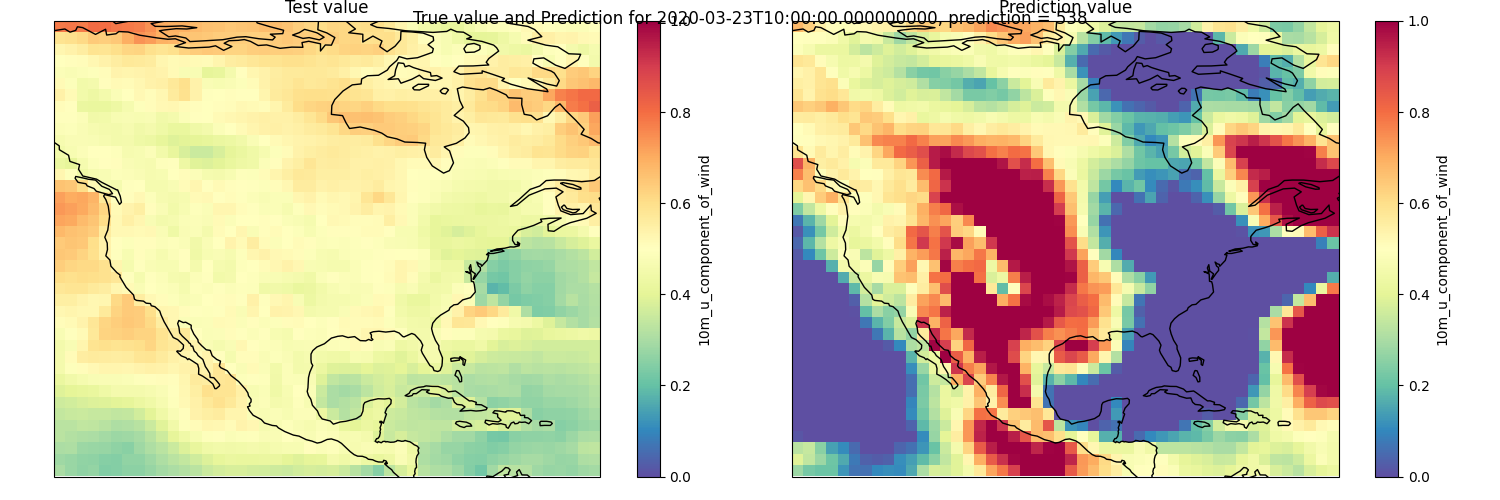 True value and Prediction for 2020-03-23T10:00:00.000000000, prediction = 538
Test value
Prediction value
1.0
0.8
0.6
0.4
0.2
0.0
10m_u_component_of_wind
1.0
0.8
0.6
0.4
0.2
0.0
10m_u_component_of_wind